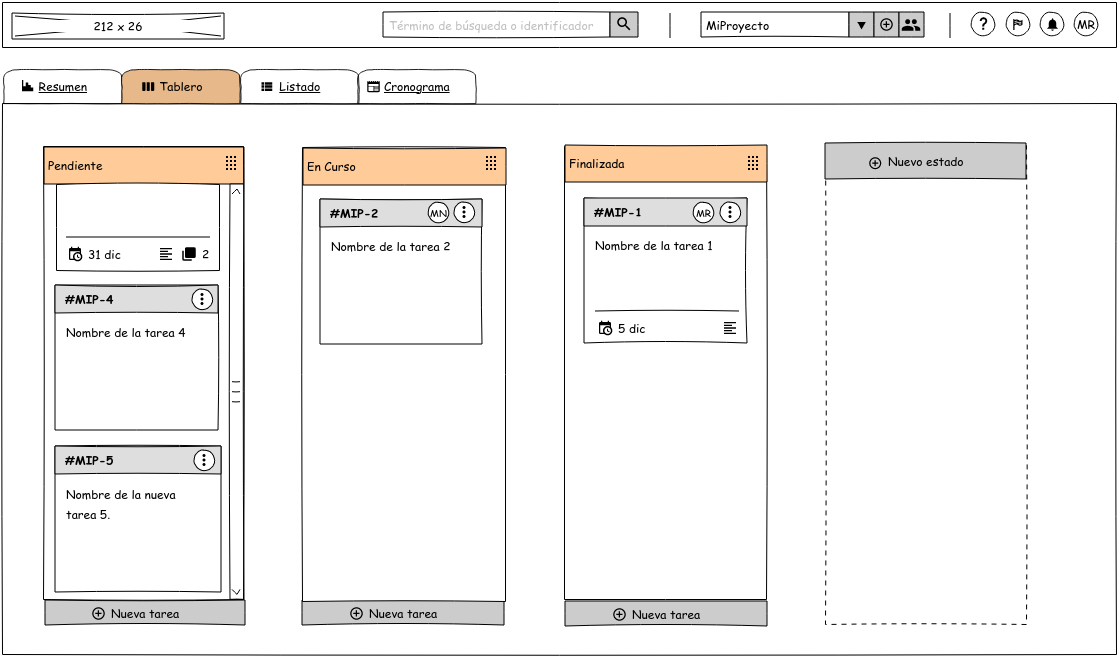 212 x 26
Término de búsqueda o identificador
MiProyecto
?
MR
Resumen
Tablero
Listado
Cronograma
Pendiente
31 dic
2
#MIP-4
Nombre de la tarea 4
#MIP-5
Nombre de la nueva
tarea 5.
Nueva tarea
En Curso
#MIP-2
MN
Nombre de la tarea 2
Nueva tarea
Finalizada
#MIP-1
MR
Nombre de la tarea 1
5 dic
Nueva tarea
Nuevo estado